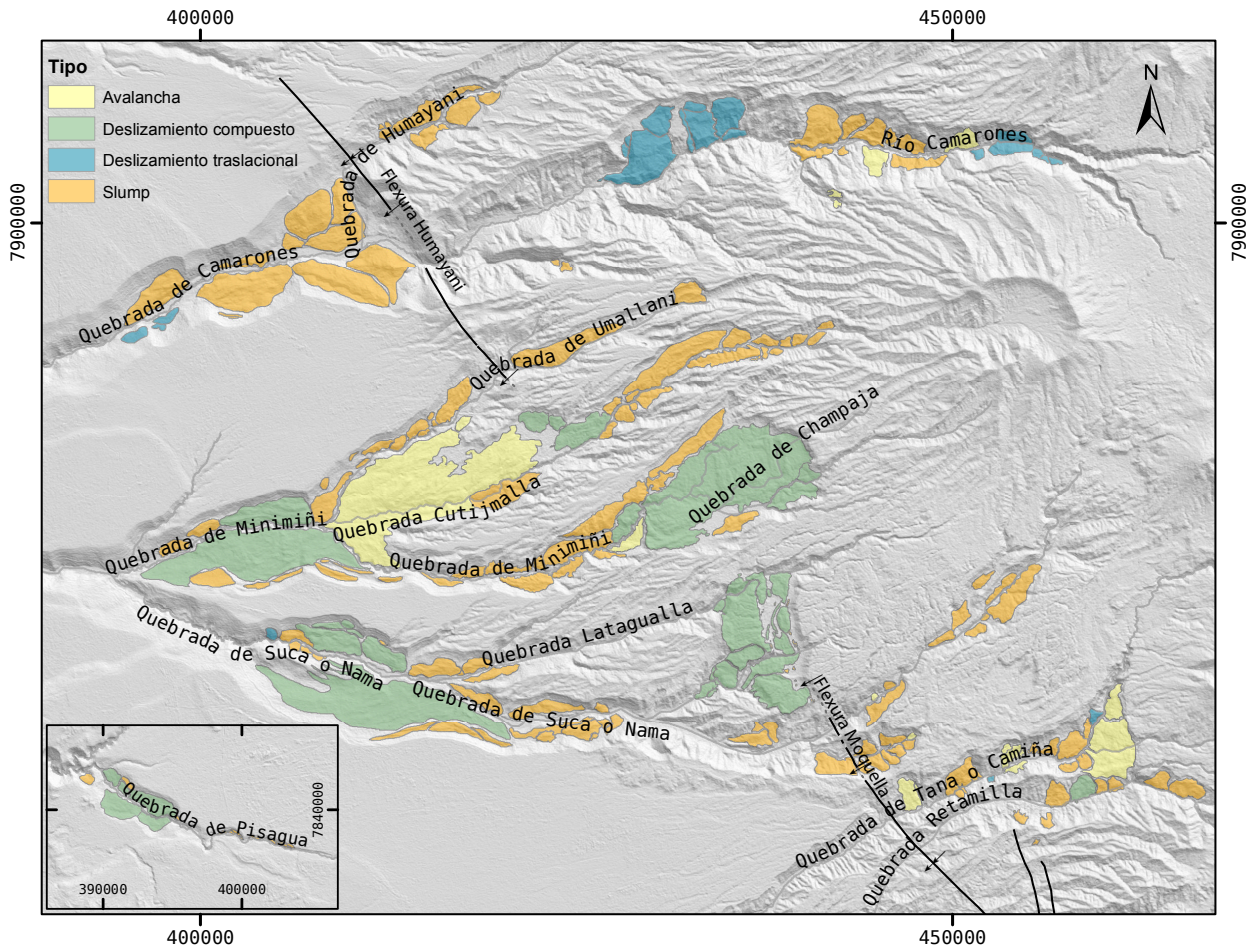 400000
450000
Tipo
Avalancha
Deslizamiento compuesto
Deslizamiento traslacional
Slump
N
7900000
7900000
Quebrada de Humayani
Río Camarones
Flexura Humayani
Quebrada de Camarones
Quebrada de Umallani
Quebrada de Champaja
Quebrada de Minimiñi
Quebrada Cutijmalla
Quebrada de Minimiñi
Quebrada de Suca o Nama
Quebrada Latagualla
Quebrada de Suca o Nama
Flexura Moquella
Quebrada de Tana o Camiña
Quebrada Retamilla
Quebrada de Pisagua
7840000
390000
400000
400000
450000